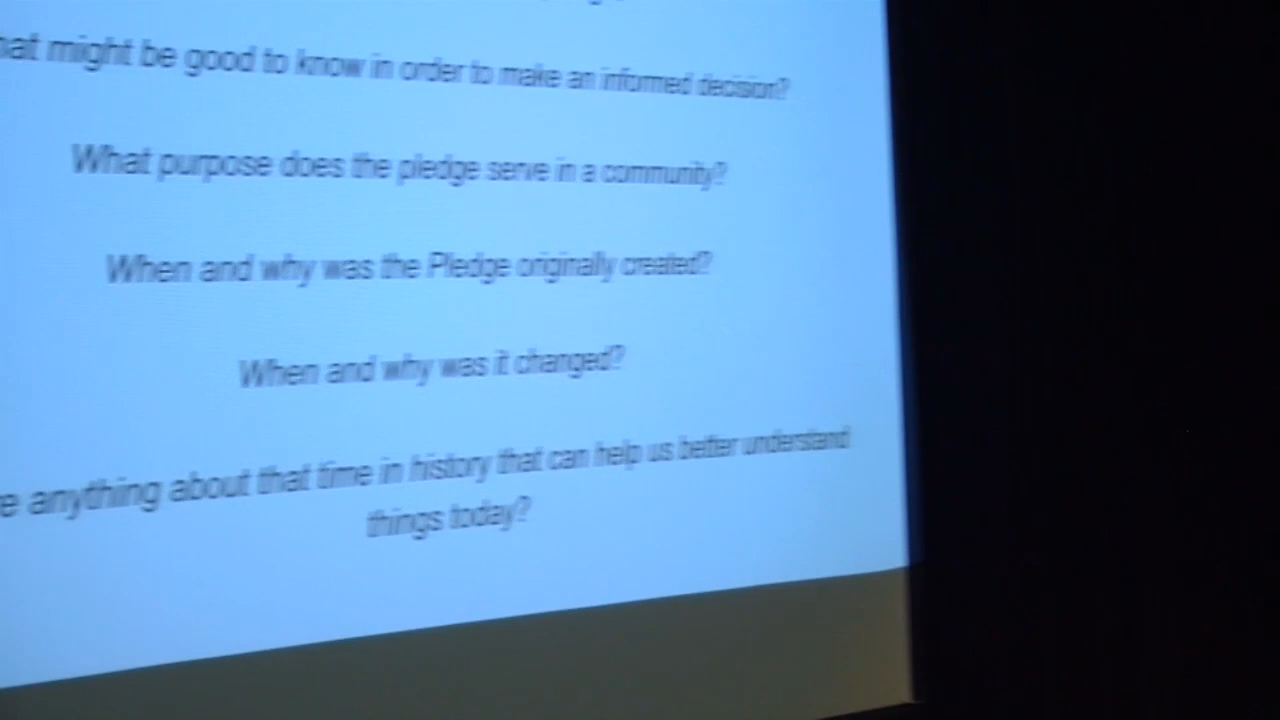 might be good to know in order to make an informed decision?
What purpose does the pledge serve in a community?
When and why was the Pledge originally created?
When and why was it changed?
anything about that time in history that can help us better understand
things today?